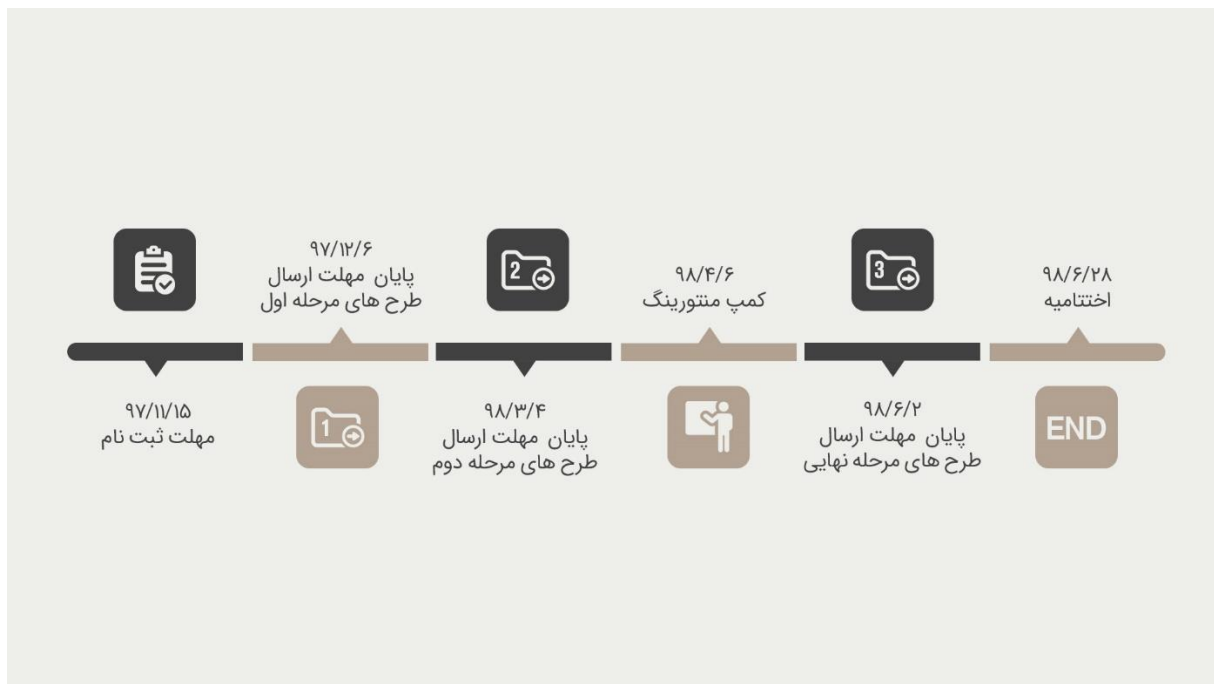 ۹۷/۱۱/۱۵
مهلت ثبت نام
۹۷/۱۲/۶
پایان مهلت ارسال
طرح های مرحله اول
1
2
۹۸/۳/۴
پایان مهلت ارسال
طرح های مرحله دوم
۹۸/۴/۶
کمپ منتورینگ
3
۹۸/۶/۲
پایان مهلت ارسال
طرح های مرحله نهایی
۹۸/۶/۲۸
اختتامیه
END